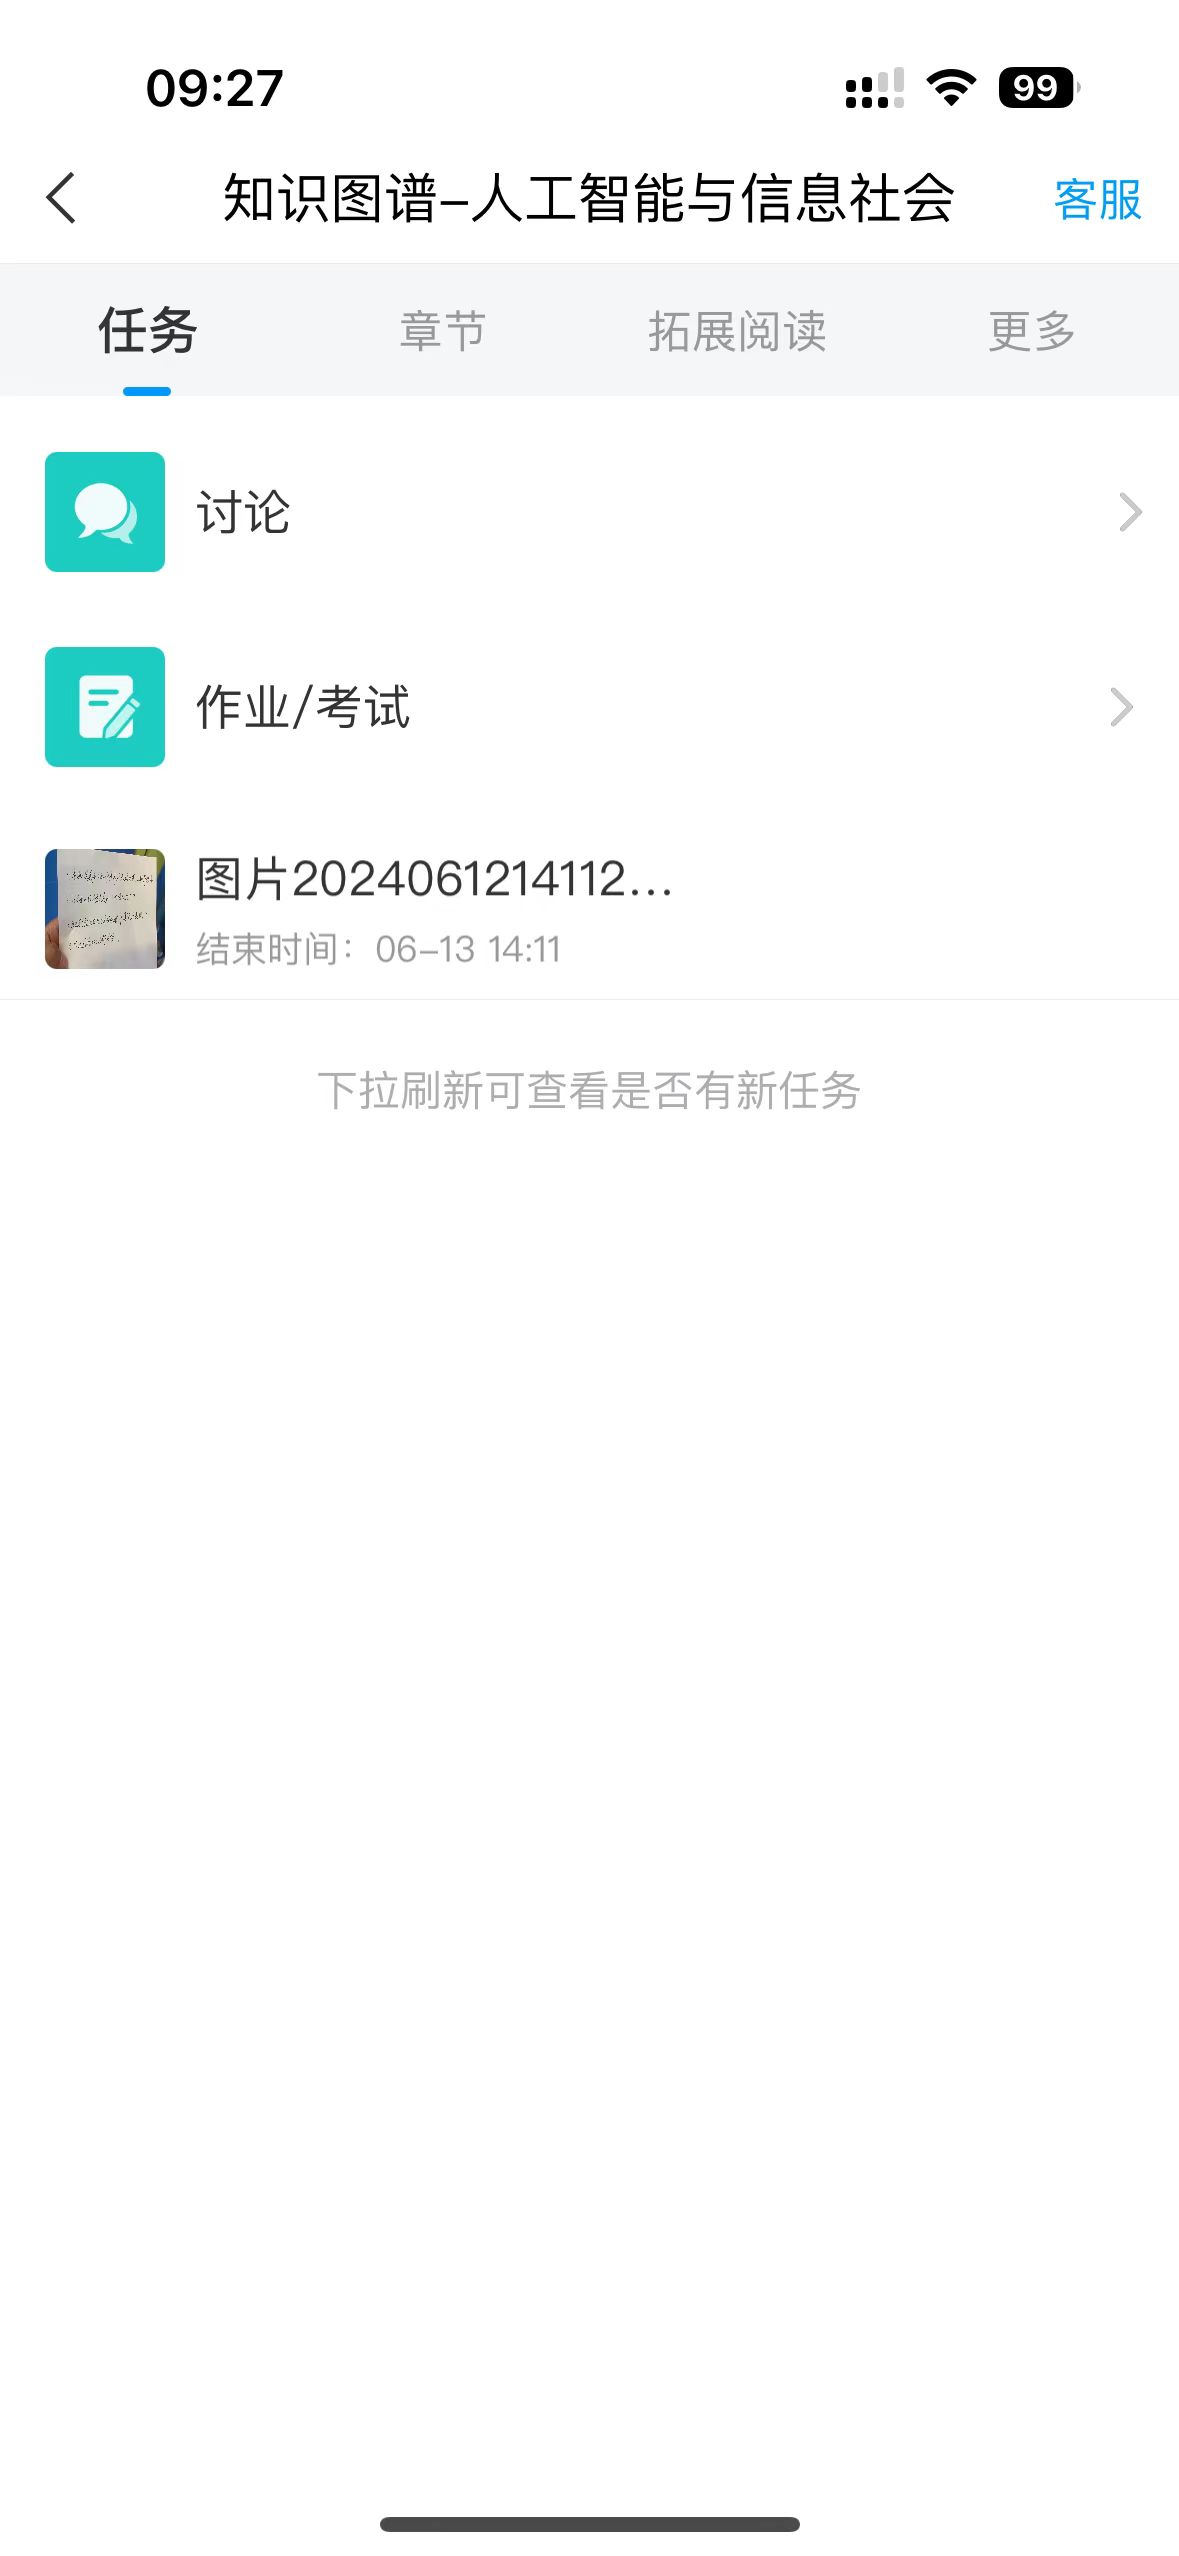 09:27
99
知识图谱-人工智能与信息社会
客服
任务
章节
拓展阅读
更多
讨论
作业/考试
图片2024061214112...
结束时间：06-13 14:11
下拉刷新可查看是否有新任务